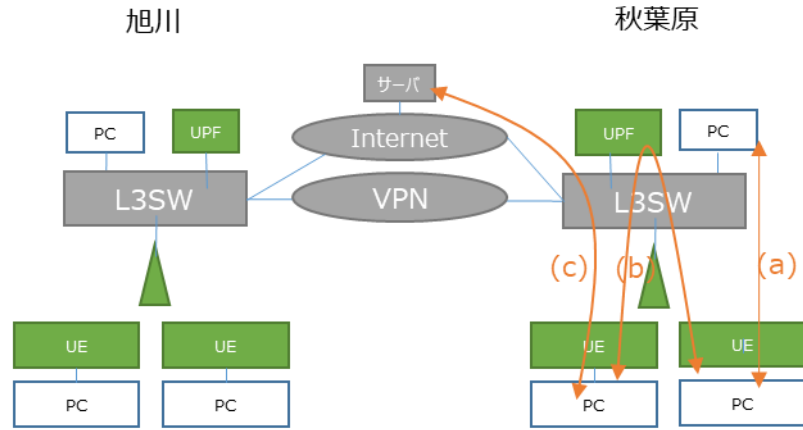 旭川
秋葉原
サーバ
PC
UPF
Internet
UPF
PC
L3SW
VPN
L3SW
(c)
(b)
(a)
UE
UE
UE
UE
PC
PC
PC
PC